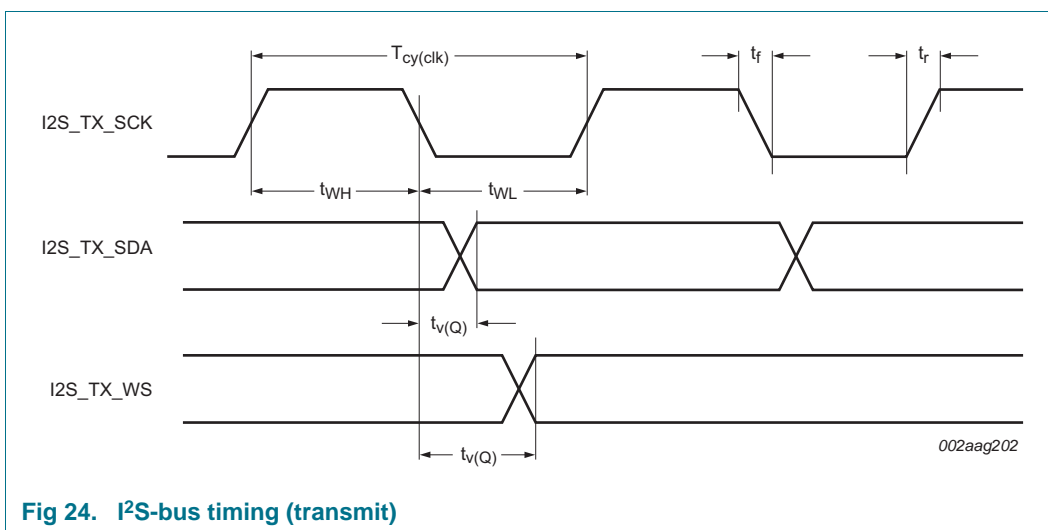 T_cy(clk)
t_f
t_r
I2S_TX_SCK
t_WH
t_WL
I2S_TX_SDA
t_v(Q)
I2S_TX_WS
t_v(Q)
002aag202
Fig 24. I²S-bus timing (transmit)